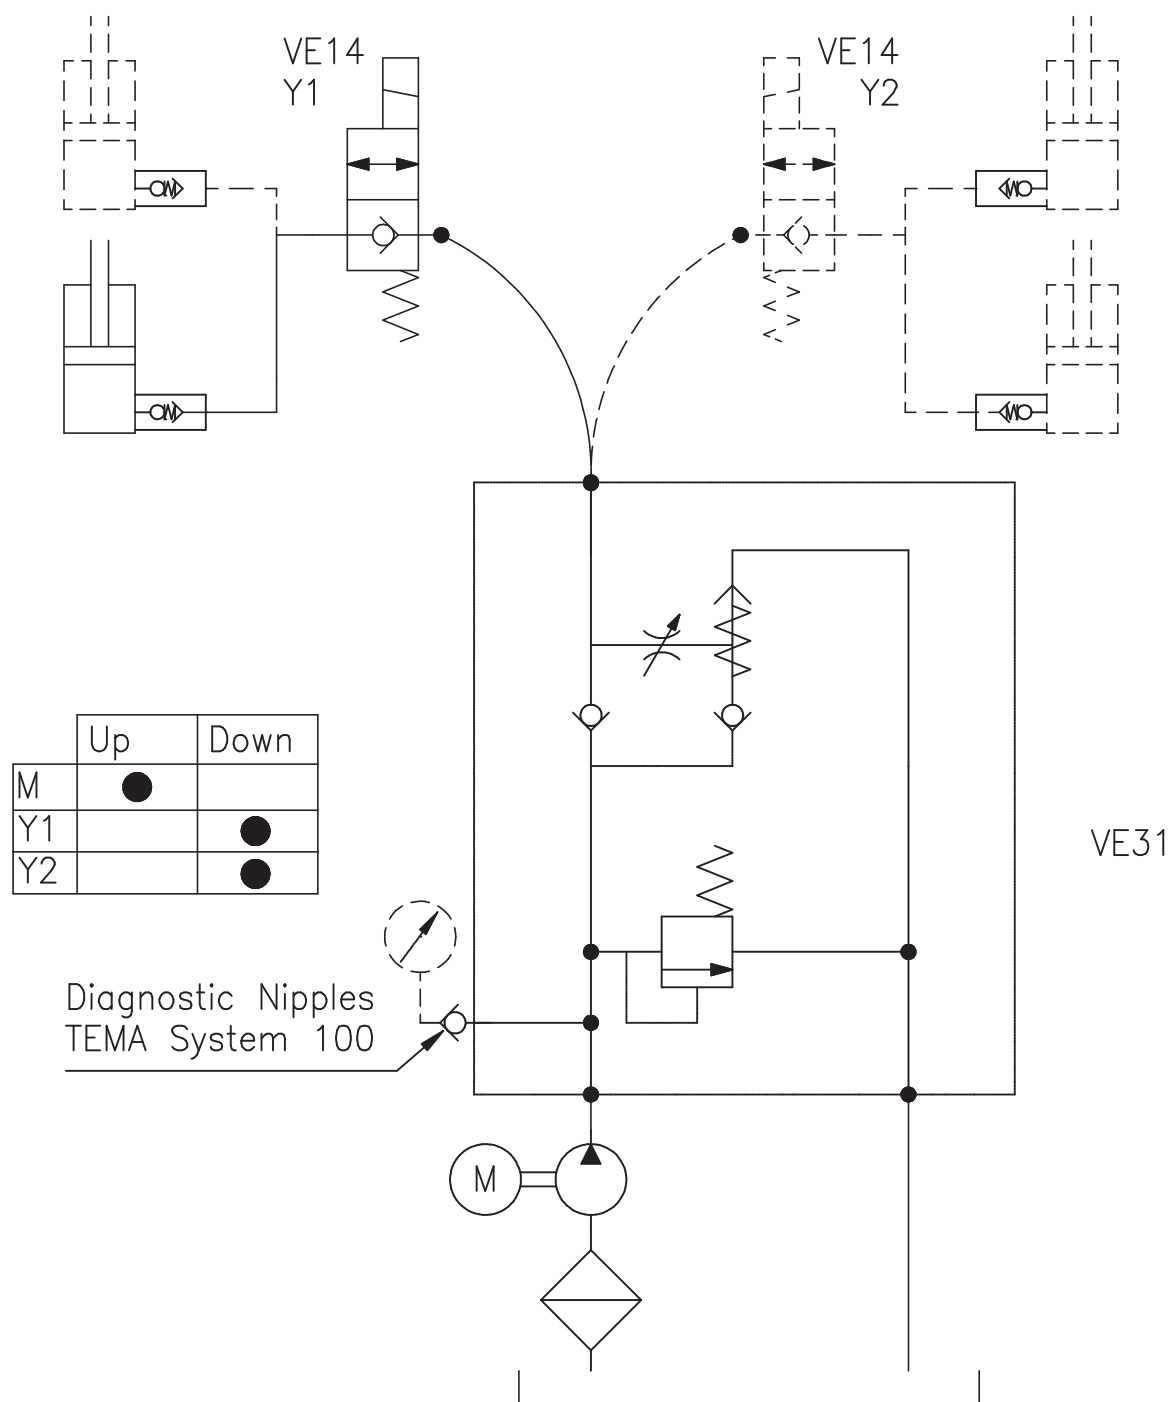 VE14
Y1
VE14
Y2
Up Down
M
Y1
Y2
VE31
Diagnostic Nipples
TEMA System 100
M